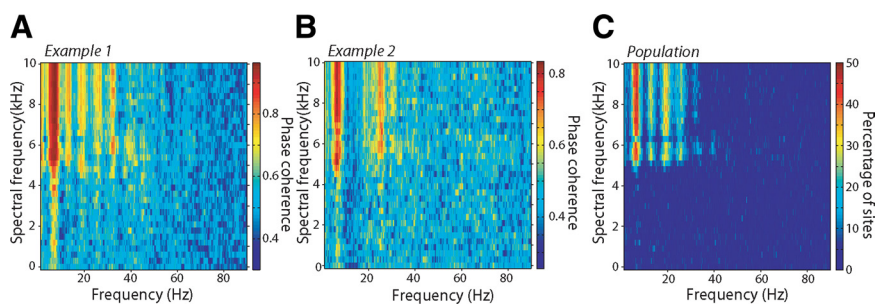 A
Example 1
Spectral frequency(kHz)
10
8
6
4
2
0
20
40
60
80
Frequency (Hz)
0.8
0.6
0.4
Phase coherence
B
Example 2
Spectral frequency(kHz)
10
8
6
4
2
0
20
40
60
80
Frequency (Hz)
0.8
0.6
0.4
Phase coherence
C
Population
Spectral frequency(kHz)
10
8
6
4
2
0
20
40
60
80
Frequency (Hz)
50
40
30
20
10
0
Percentage of sites